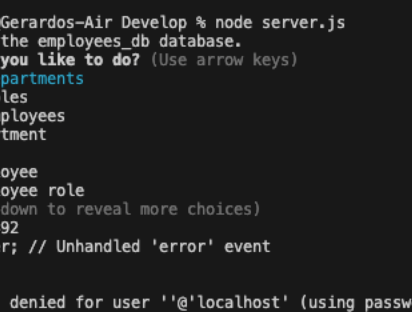 Gerardos-Air Develop % node server.js
the employees_db database.
you like to do? (Use arrow keys)
partments
les
ployees
tment
oyee
oyee role
down to reveal more choices)
92
r; // Unhandled 'error' event
denied for user ''@'localhost' (using passw